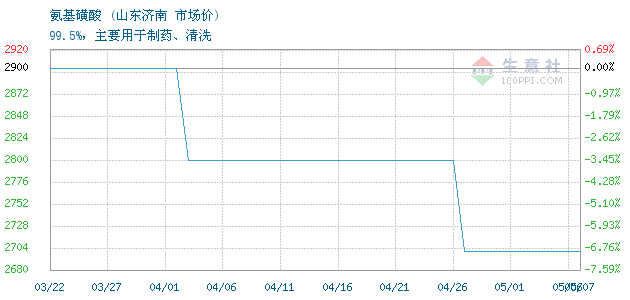 氨基磺酸 (山东济南 市场价)
99.5%，主要用于制药、清洗
2920 0.69%
2900 0.00%
2872 -0.97%
2848 -1.79%
2824 -2.62%
2800 -3.45%
2776 -4.28%
2752 -5.10%
2728 -5.93%
2704 -6.76%
2680 -7.59%
生意社
100PPI.COM
03/22 03/27 04/01 04/06 04/11 04/16 04/21 04/26 05/01 05/06 05/07